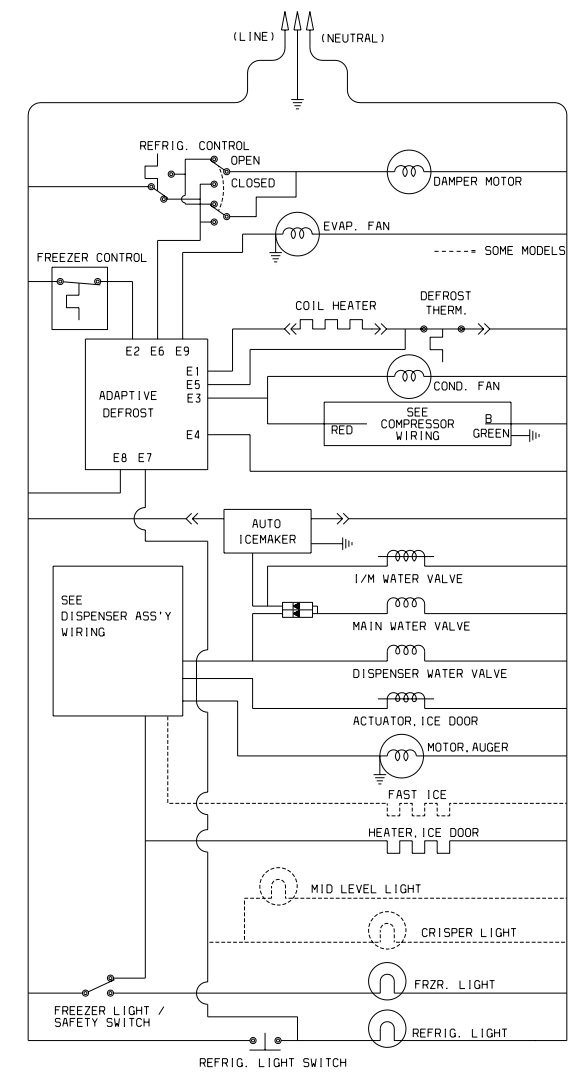 (LINE)
(NEUTRAL)
REFRIG. CONTROL
OPEN
CLOSED
DAMPER MOTOR
EVAP. FAN
-----= SOME MODELS
FREEZER CONTROL
COIL HEATER
DEFROST
THERM.
E2 E6 E9
E1
E5
E3
E4
ADAPTIVE
DEFROST
E8 E7
COND. FAN
SEE
COMPRESSOR
WIRING
RED
B
GREEN
AUTO
ICEMAKER
I/M WATER VALVE
SEE
DISPENSER ASS'Y
WIRING
MAIN WATER VALVE
DISPENSER WATER VALVE
ACTUATOR,ICE DOOR
MOTOR,AUGER
FAST ICE
HEATER,ICE DOOR
MID LEVEL LIGHT
CRISPER LIGHT
FRZR. LIGHT
FREEZER LIGHT /
SAFETY SWITCH
REFRIG. LIGHT
REFRIG. LIGHT SWITCH